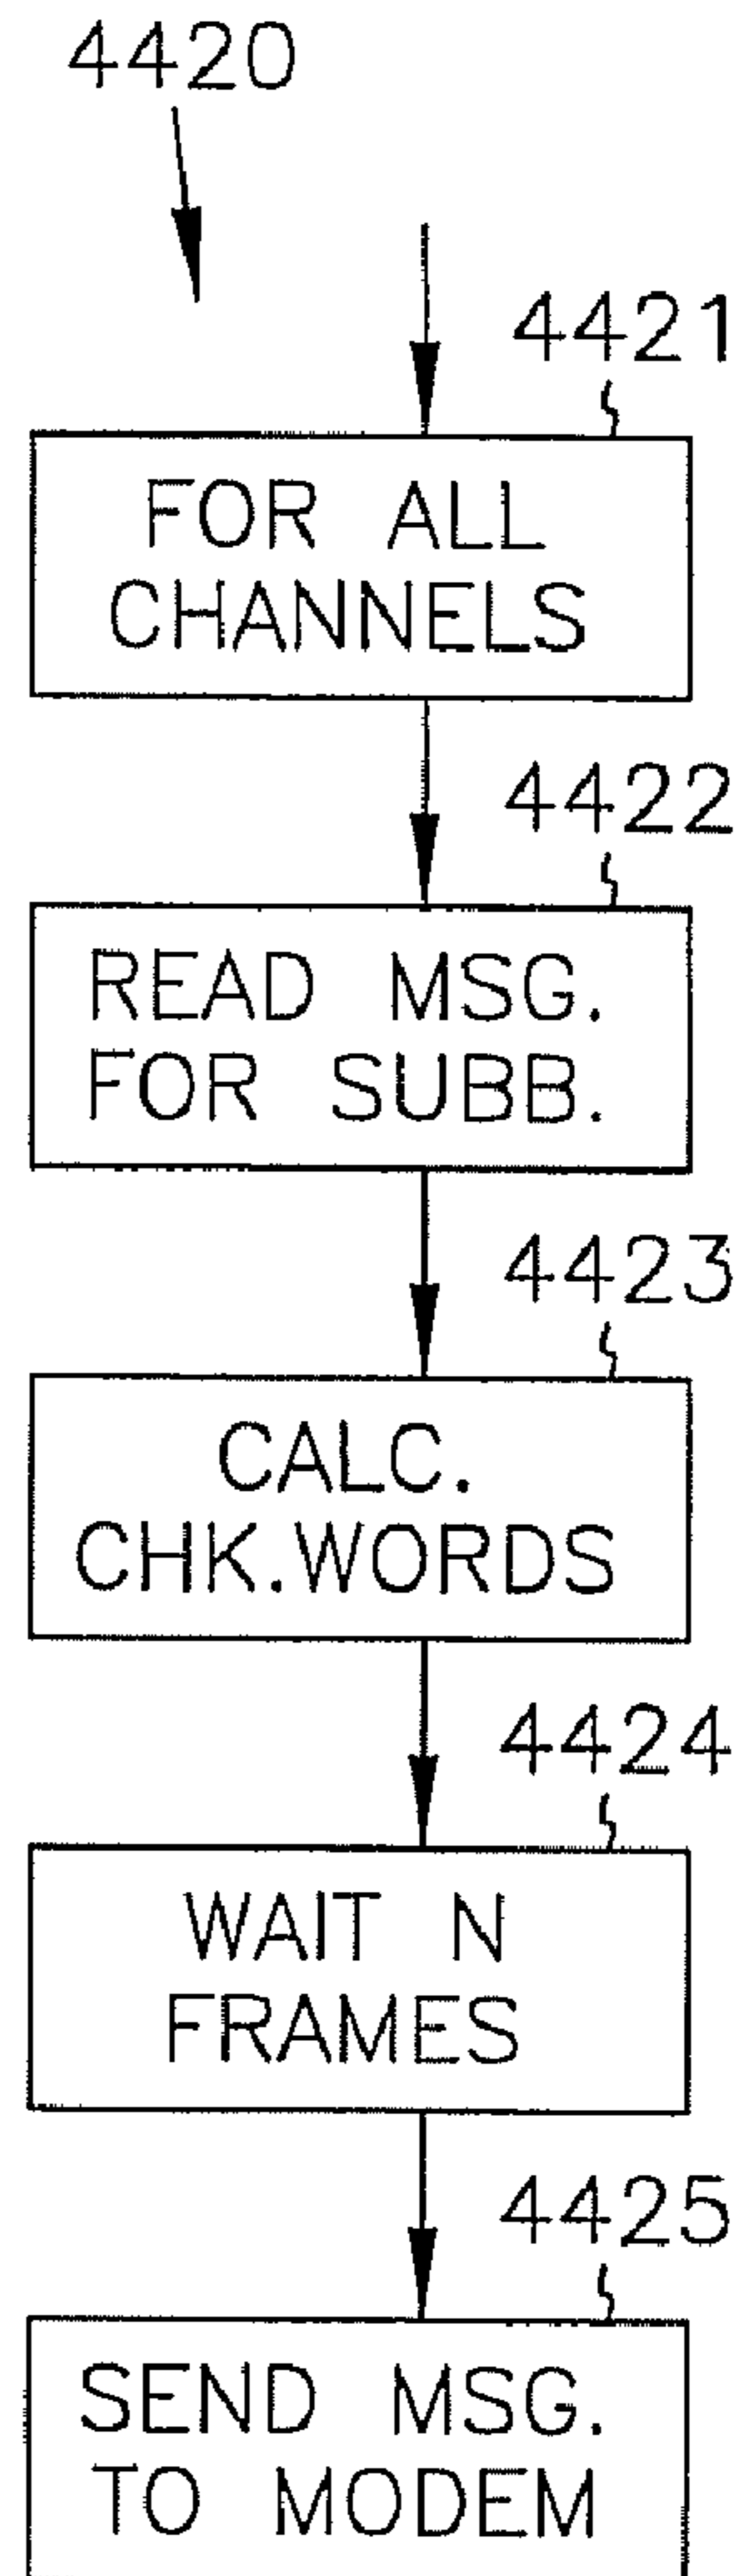 4420
4421
FOR ALL
CHANNELS
4422
READ MSG.
FOR SUBB.
4423
CALC.
CHK.WORDS
4424
WAIT N
FRAMES
4425
SEND MSG.
TO MODEM